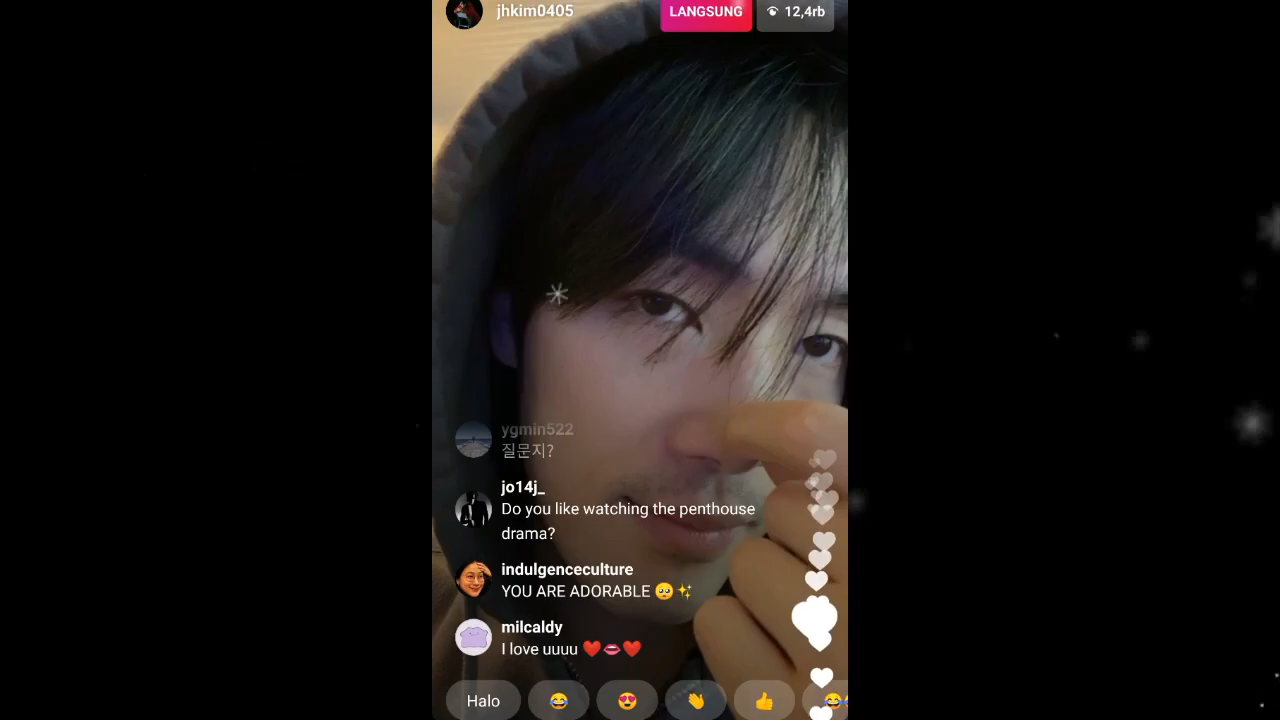 jhkim0405
LANGSUNG
12,4rb
ygmin522
질문지?
jo14j_
Do you like watching the penthouse
drama?
indulgenceculture
YOU ARE ADORABLE 🥺✨
milcaldy
I love uuuu ❤️👄❤️
Halo